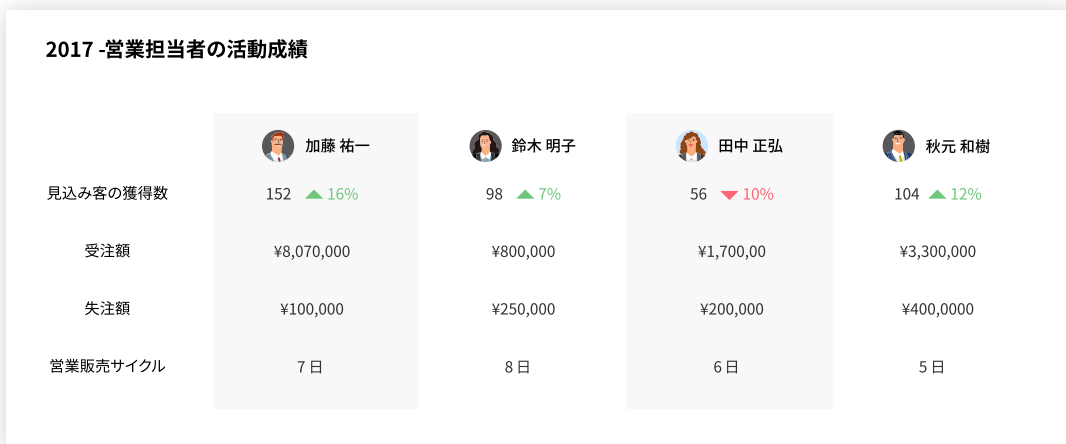 2017 -営業担当者の活動成績
加藤 祐一 鈴木 明子 田中 正弘 秋元 和樹
見込み客の獲得数 152 16% 98 7% 56 10% 104 12%
受注額 ¥8,070,000 ¥800,000 ¥1,700,00 ¥3,300,000
失注額 ¥100,000 ¥250,000 ¥200,000 ¥400,0000
営業販売サイクル 7 日 8 日 6 日 5 日